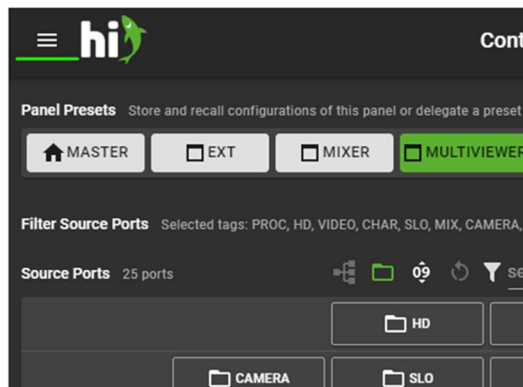 hi
Cont
Panel Presets Store and recall configurations of this panel or delegate a preset
MASTER EXT MIXER MULTIVIEWER
Filter Source Ports Selected tags: PROC, HD, VIDEO, CHAR, SLO, MIX, CAMERA,
Source Ports 25 ports 09 se
HD
CAMERA SLO